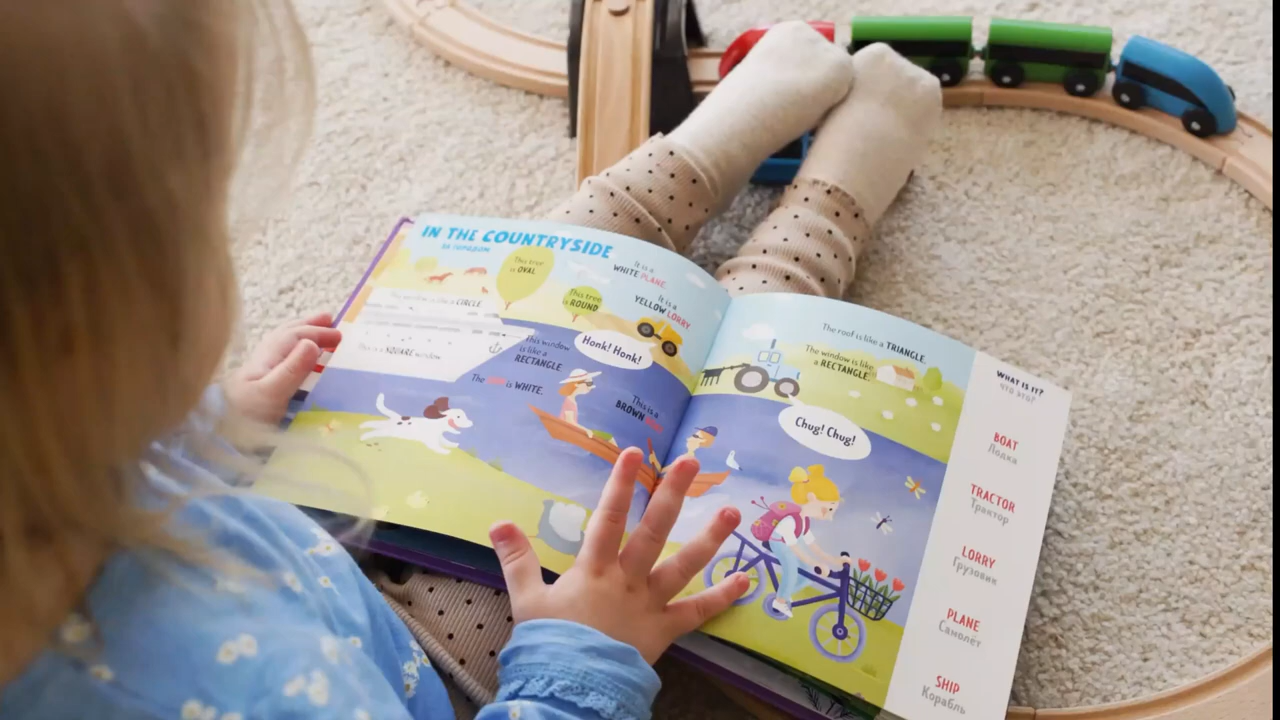 IN THE COUNTRYSIDE
ЗА ГОРОДОМ
This tree
is OVAL.
It is a
WHITE PLANE.
This tree
is ROUND
It is a
YELLOW LORRY
is like a CIRCLE
This is a SQUARE window
This window
is like a
RECTANGLE.
Honk! Honk!
The
is WHITE.
This is a
BROWN
The roof is like a TRIANGLE.
The window is like
a RECTANGLE.
Chug! Chug!
WHAT IS IT?
ЧТО ЭТО?
BOAT
Лодка
TRACTOR
Трактор
LORRY
Грузовик
PLANE
Самолёт
SHIP
Корабль